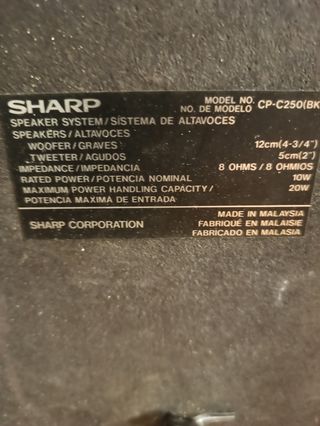 SHARP MODEL NO. CP-C250(BK
NO. DE MODELO
SPEAKER SYSTEM/SISTEMA DE ALTAVOCES
SPEAKERS/ALTAVOCES
WOOFER/GRAVES 12cm(4-3/4")
TWEETER/AGUDOS 5cm(2")
IMPEDANCE/IMPEDANCIA 8 OHMS/8 OHMIOS
RATED POWER/POTENCIA NOMINAL 10W
MAXIMUM POWER HANDLING CAPACITY/ 20W
POTENCIA MAXIMA DE ENTRADA
SHARP CORPORATION MADE IN MALAYSIA
FABRIQUÉ EN MALAISIE
FABRICADO EN MALASIA